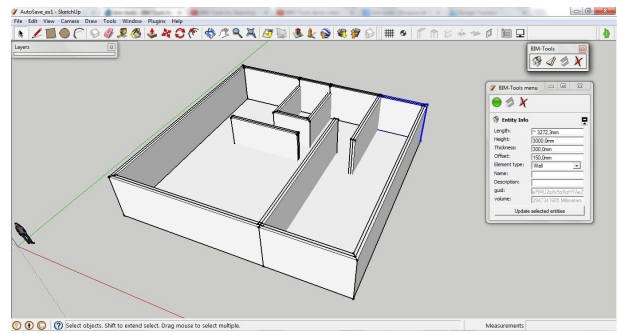 AutoSave_ex1 - SketchUp
File Edit View Camera Draw Tools Window Plugins Help
Layers
BIM-Tools
BIM-Tools menu
Entity Info
Length: ~ 3272,3mm
Height: 3000,0mm
Thickness: 300,0mm
Offset: 150,0mm
Element type: Wall
Name:
Description:
guid:
volume:
Update selected entities
Select objects. Shift to extend select. Drag mouse to select multiple.
Measurements